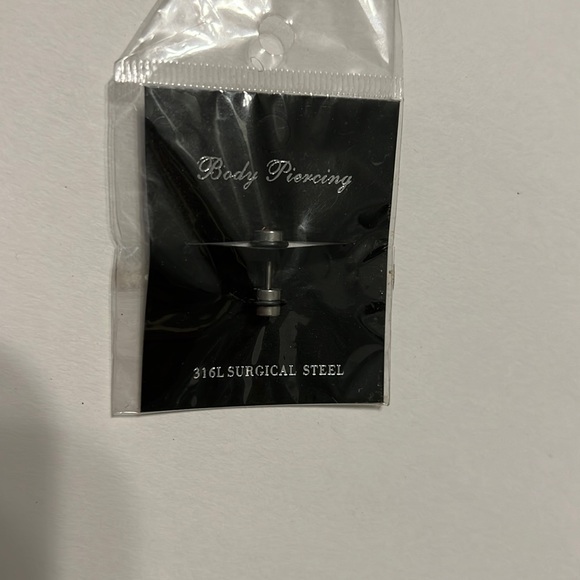 Body Piercing
316L SURGICAL STEEL